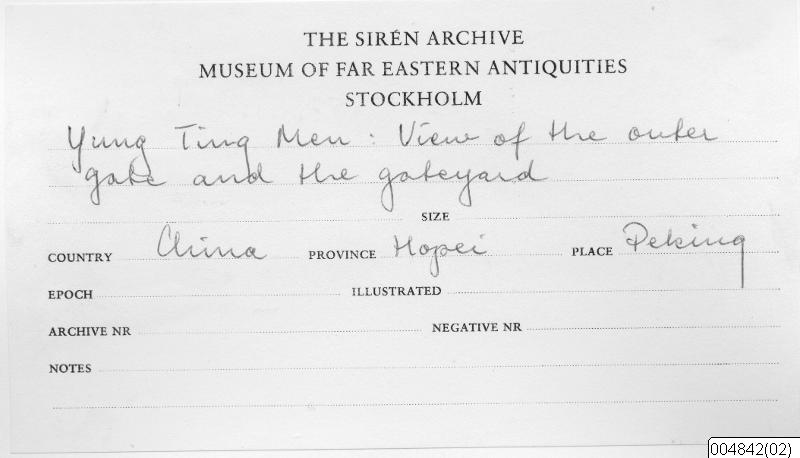 THE SIRÉN ARCHIVE
MUSEUM OF FAR EASTERN ANTIQUITIES
STOCKHOLM
Yung Ting Men: View of the outer
gate and the gateyard
SIZE
COUNTRY China PROVINCE Hopei PLACE Peking
EPOCH ILLUSTRATED
ARCHIVE NR NEGATIVE NR
NOTES
004842(02)